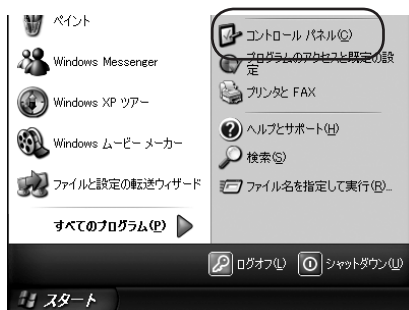 ペイント
Windows Messenger
Windows XP ツアー
Windows ムービー メーカー
ファイルと設定の転送ウィザード
すべてのプログラム(P)
コントロール パネル(C)
プログラムのアクセスと既定の設
定
プリンタと FAX
ヘルプとサポート(H)
検索(S)
ファイル名を指定して実行(R)...
ログオフ(L)
シャットダウン(U)
スタート